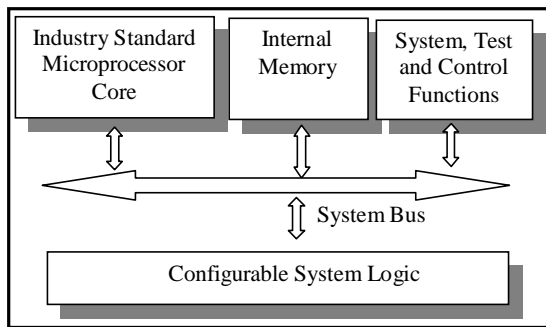 Industry Standard
Microprocessor
Core
Internal
Memory
System, Test
and Control
Functions
System Bus
Configurable System Logic